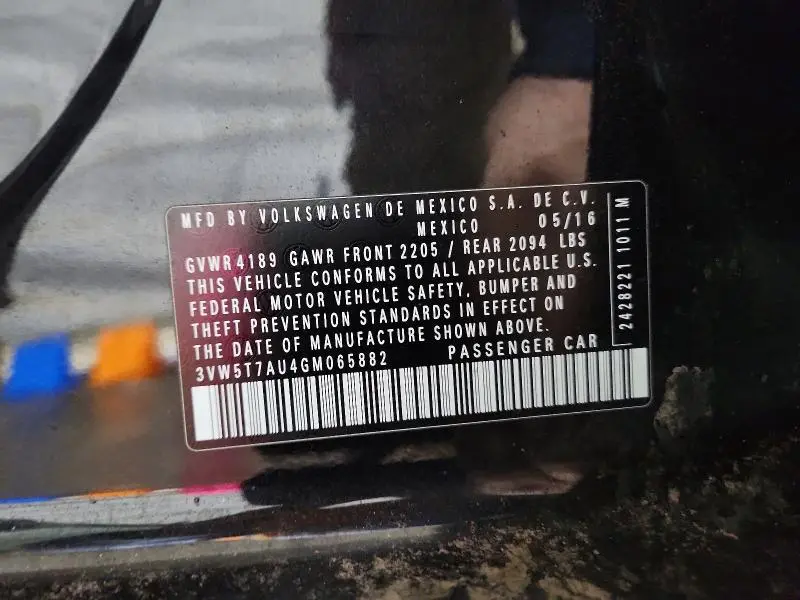 MFD BY VOLKSWAGEN DE MEXICO S.A. DE C.V.
MEXICO 05/16
GVWR 4189 GAWR FRONT 2205 / REAR 2094 LBS
THIS VEHICLE CONFORMS TO ALL APPLICABLE U.S.
FEDERAL MOTOR VEHICLE SAFETY, BUMPER AND
THEFT PREVENTION STANDARDS IN EFFECT ON
THE DATE OF MANUFACTURE SHOWN ABOVE.
3VW5T7AU4GM065882 PASSENGER CAR
2428221 1011 M